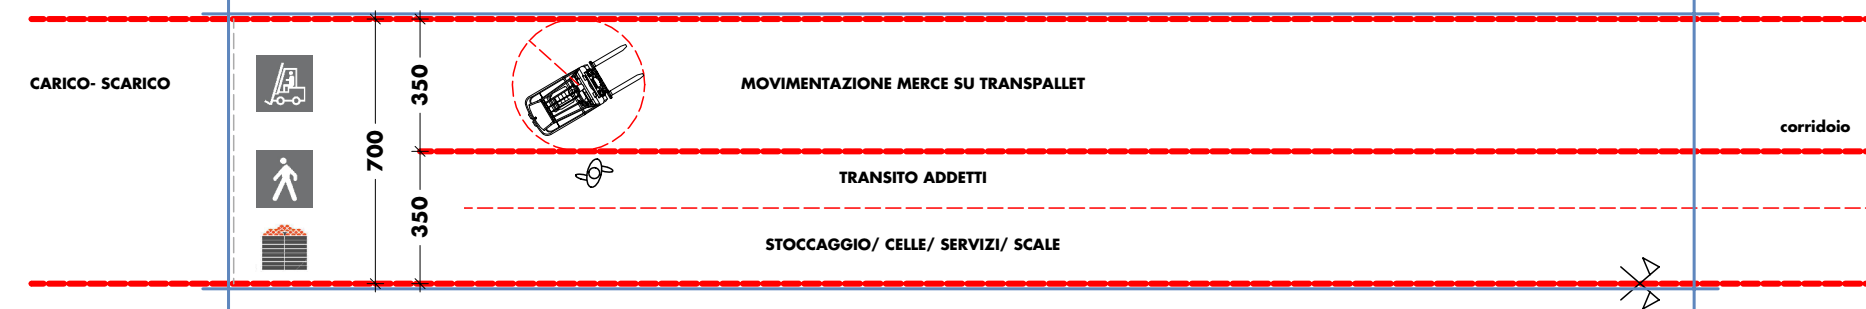 CARICO- SCARICO
700
350
350
MOVIMENTAZIONE MERCE SU TRANSPALLET
corridoio
TRANSITO ADDETTI
STOCCAGGIO/ CELLE/ SERVIZI/ SCALE